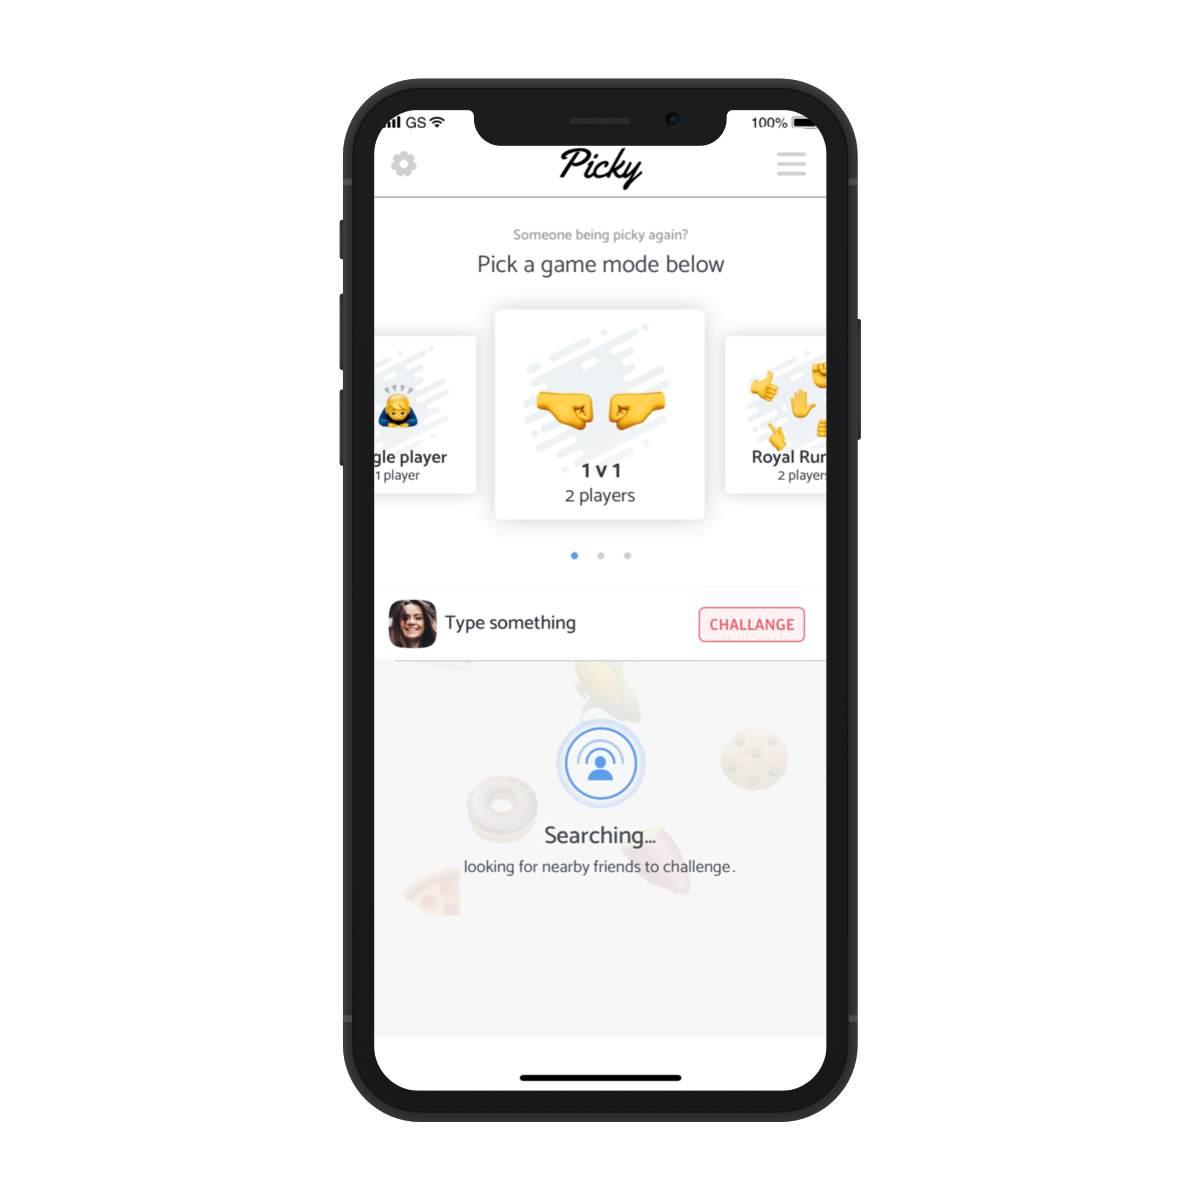 GS 100%
Picky
Someone being picky again?
Pick a game mode below
gle player
1 player
1 v 1
2 players
Royal Rur
2 players
Type something
CHALLANGE
Searching...
looking for nearby friends to challenge.